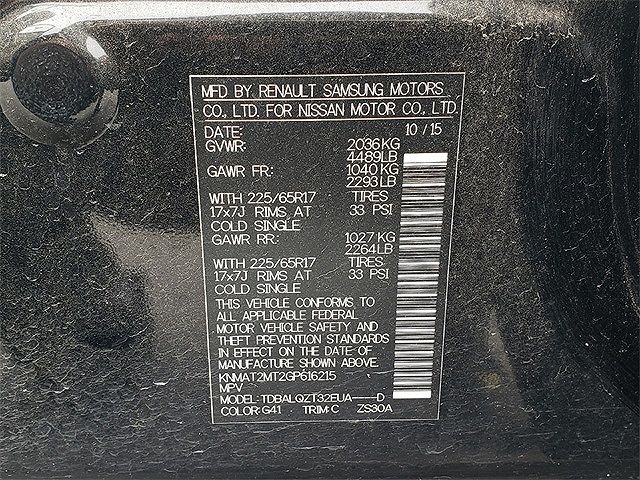 MFD BY RENAULT SAMSUNG MOTORS
CO., LTD. FOR NISSAN MOTOR CO., LTD.
DATE: 10 / 15
GVWR: 2036KG
4489LB
GAWR FR: 1040 KG
2293LB
WITH 225/65R17 TIRES
17x7J RIMS AT 33 PSI
COLD SINGLE
GAWR RR: 1027KG
2264LB
WITH 225/65R17 TIRES
17x7J RIMS AT 33 PSI
COLD SINGLE
THIS VEHICLE CONFORMS TO
ALL APPLICABLE FEDERAL
MOTOR VEHICLE SAFETY AND
THEFT PREVENTION STANDARDS
IN EFFECT ON THE DATE OF
MANUFACTURE SHOWN ABOVE.
KNMAT2MT2GP616215
MPV
MODEL: TDBALQZT32EUA----D
COLOR: G41 TRIM: C ZS30A